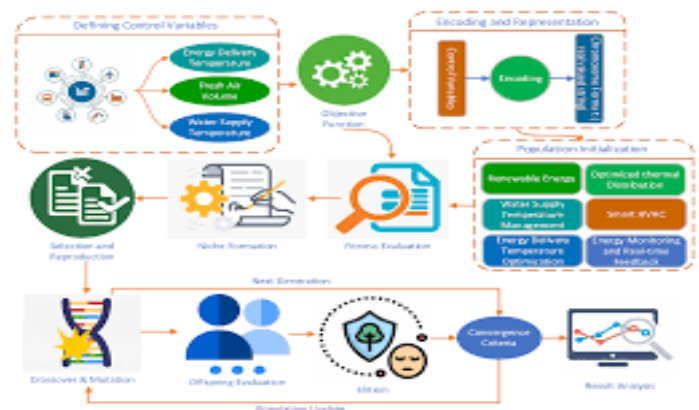 Defining Control Variables
IoT
Energy Delivery
Temperature
Fresh Air
Volume
Water Supply
Temperature
Objective
Function
Encoding and Representation
Control Variables
Encoding
Population Initialization
Renewable Energy
Optimized thermal
Distribution
Water Supply
Temperature
Management
Smart HVAC
Energy Delivery
Temperature
Optimization
Energy Monitoring
and Real-time
Feedback
Fitness Evaluation
Niche Formation
Selection and
Reproduction
Next Generation
Crossover & Mutation
Offspring Evaluation
Elitism
Convergence
Criteria
Result Analysis
Population Update